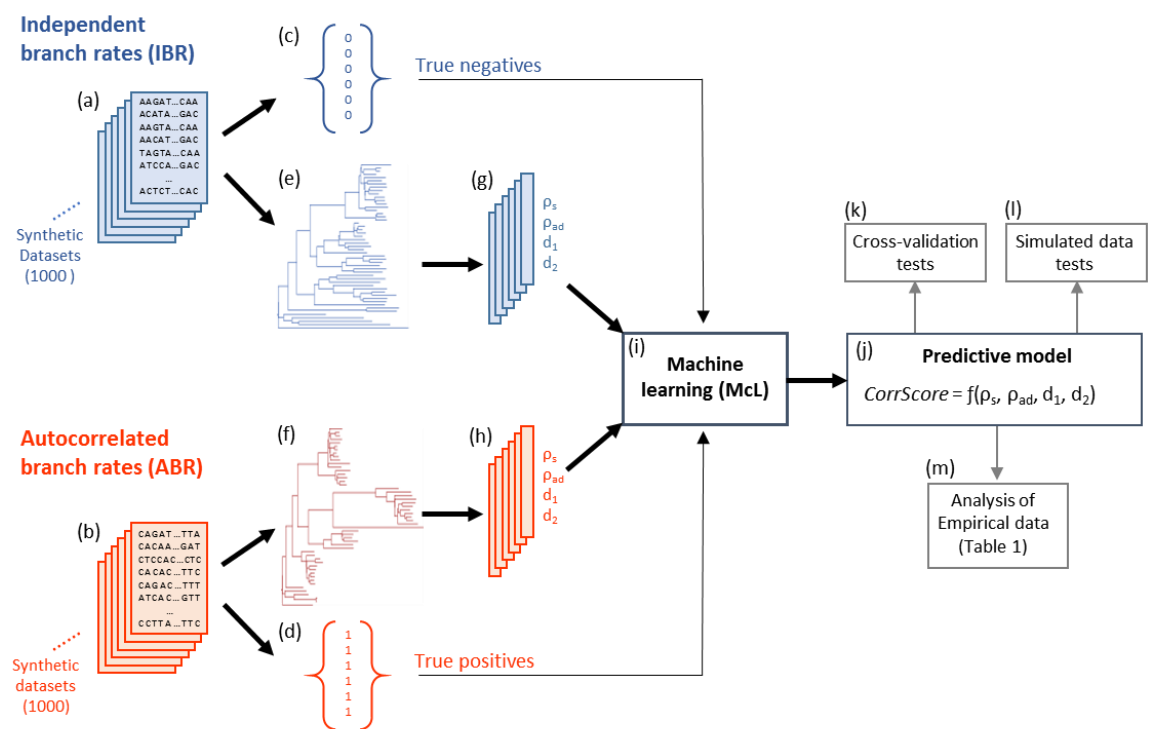 Independent
branch rates (IBR)
(a)
AAGAT...CAA
ACATA...GAC
AAGTA...CAA
AACAT...GAC
TAGTA...CAA
ATCCA...GAC
...
ACTCT...CAC
Synthetic
Datasets
(1000 )
(c)
0
0
0
0
0
0
True negatives
(e)
(g)
ρs
ρad
d1
d2
(i)
Machine
learning (McL)
(k)
Cross-validation
tests
(l)
Simulated data
tests
(j)
Predictive model
CorrScore = ƒ(ρs, ρad, d1, d2)
(m)
Analysis of
Empirical data
(Table 1)
Autocorrelated
branch rates (ABR)
(b)
CAGAT...TTA
CACAA...GAT
CTCCAC...CTC
CACAC...TTC
CAGAC...TTT
ATCAC...GTT
...
CCTTA...TTC
Synthetic
datasets
(1000)
(f)
(h)
ρs
ρad
d1
d2
(d)
1
1
1
1
1
1
True positives